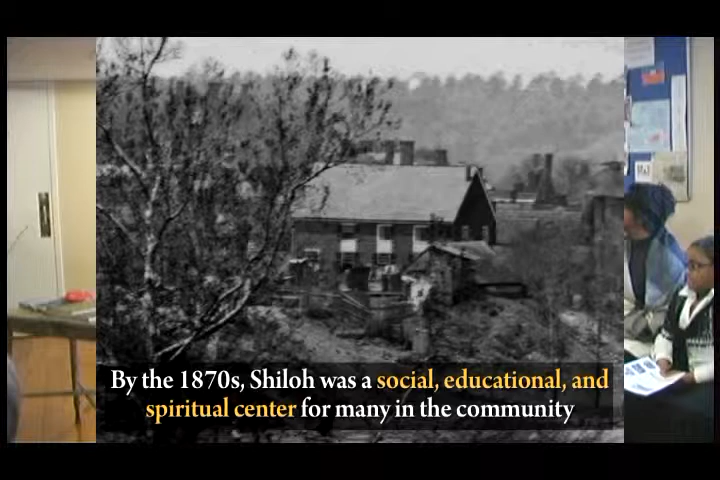 By the 1870s, Shiloh was a social, educational, and
spiritual center for many in the community